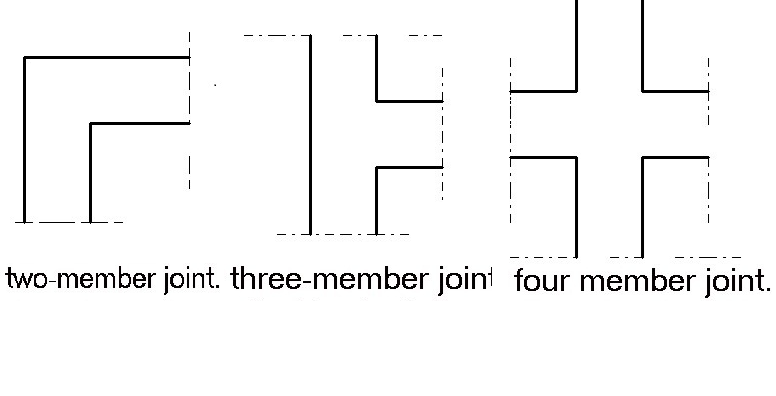 two-member joint.
three-member joint
four member joint.